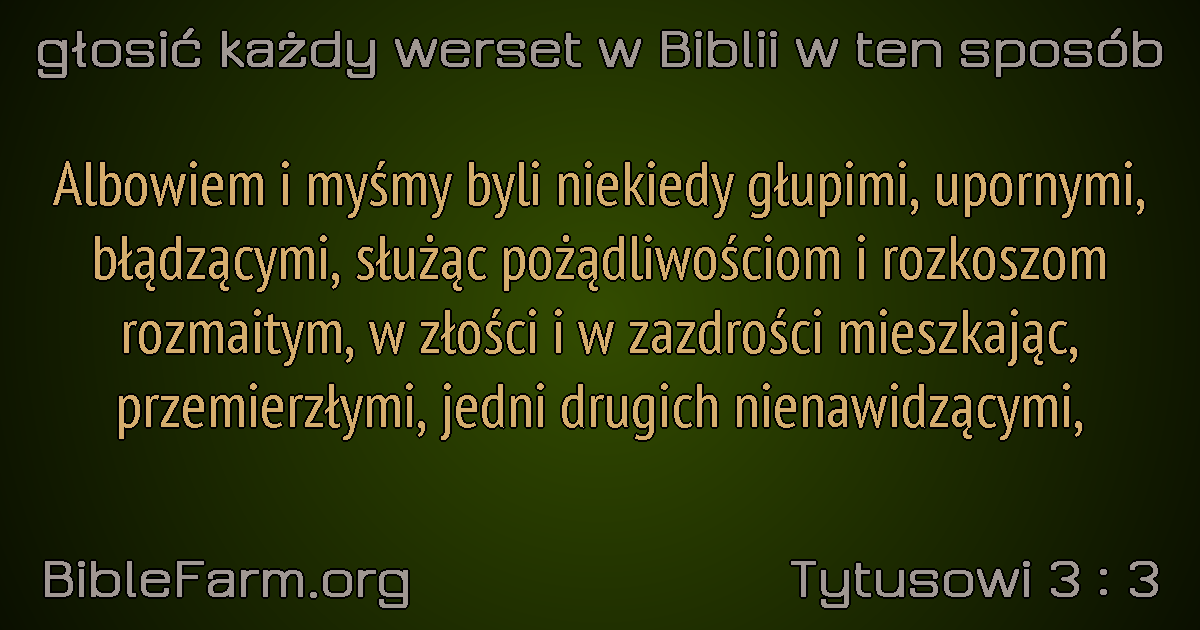 głosić każdy werset w Biblii w ten sposób
Albowiem i myśmy byli niekiedy głupimi, upornymi,
błądzącymi, służąc pożądliwościom i rozkoszom
rozmaitym, w złości i w zazdrości mieszkając,
przemierzłymi, jedni drugich nienawidzącymi,
BibleFarm.org
Tytusowi 3 : 3